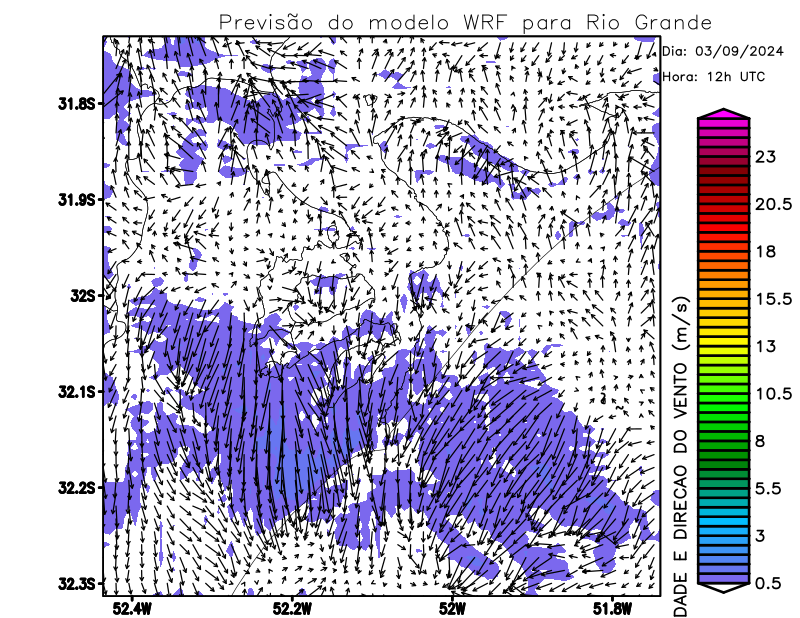 Previsão do modelo WRF para Rio Grande
Dia: 03/09/2024
Hora: 12h UTC
31.8S
31.9S
32S
32.1S
32.2S
32.3S
52.4W
52.2W
52W
51.8W
23
20.5
18
15.5
13
10.5
8
5.5
3
0.5
DADE E DIRECAO DO VENTO (m/s)